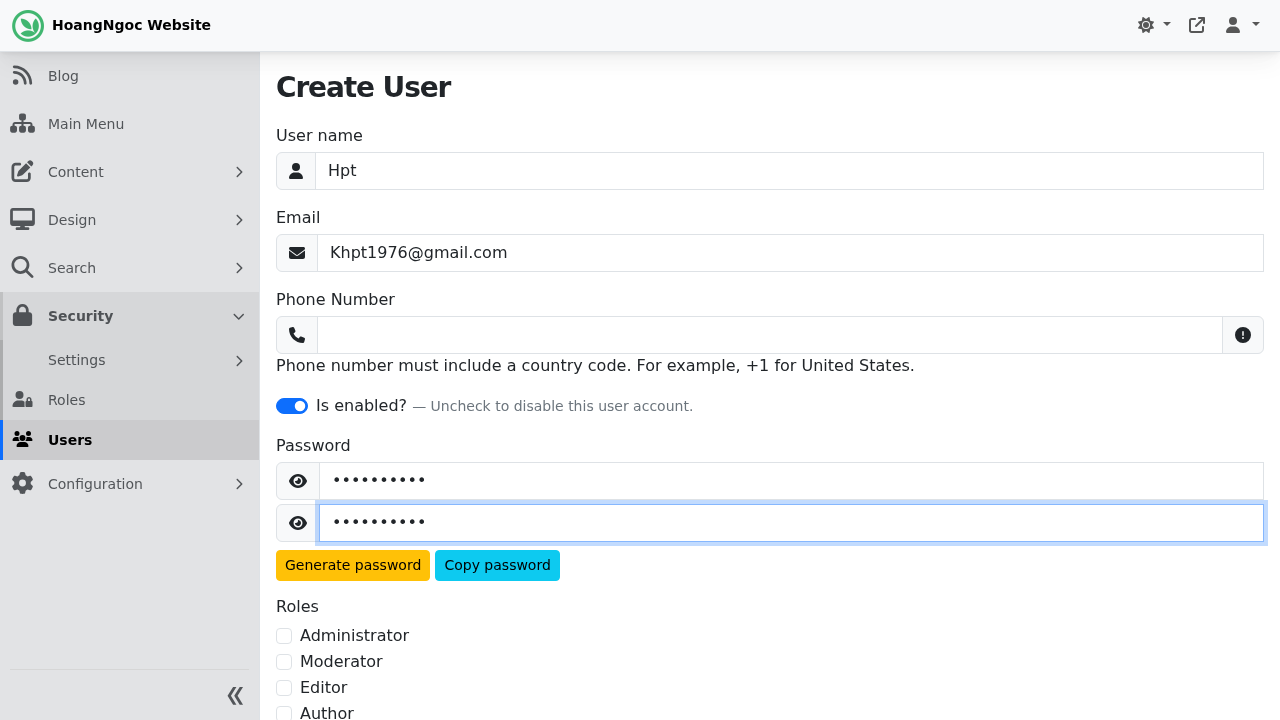 HoangNgoc Website
Blog
Main Menu
Content
Design
Search
Security
Settings
Roles
Users
Configuration
Create User
User name
Hpt
Email
Khpt1976@gmail.com
Phone Number
Phone number must include a country code. For example, +1 for United States.
Is enabled? — Uncheck to disable this user account.
Password
••••••••••
••••••••••
Generate password Copy password
Roles
Administrator
Moderator
Editor
Author